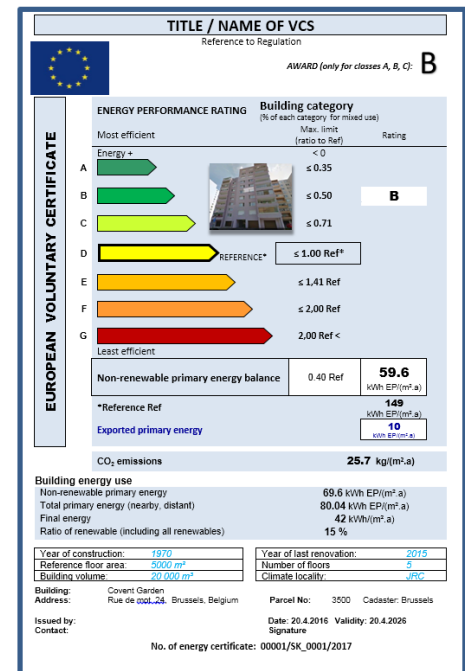 TITLE / NAME OF VCS
Reference to Regulation
AWARD (only for classes A, B, C): B
EUROPEAN VOLUNTARY CERTIFICATE
ENERGY PERFORMANCE RATING
Building category
(% of each category for mixed use)
Most efficient
Max. limit
(ratio to Ref)
Rating
Energy + < 0
A ≤ 0.35
B ≤ 0.50 B
C ≤ 0.71
D REFERENCE* ≤ 1.00 Ref*
E ≤ 1,41 Ref
F ≤ 2,00 Ref
G 2,00 Ref <
Least efficient
Non-renewable primary energy balance 0.40 Ref 59.6
kWh EP/(m².a)
*Reference Ref 149
kWh EP/(m².a)
Exported primary energy 10
kWh EP/(m².a)
CO₂ emissions 25.7 kg/(m².a)
Building energy use
Non-renewable primary energy 69.6 kWh EP/(m².a)
Total primary energy (nearby, distant) 80.04 kWh EP/(m².a)
Final energy 42 kWh/(m².a)
Ratio of renewable (including all renewables) 15 %
Year of construction: 1970 Year of last renovation: 2015
Reference floor area: 5000 m² Number of floors 5
Building volume: 20 000 m³ Climate locality: JRC
Building: Covent Garden
Address: Rue de mot, 24, Brussels, Belgium Parcel No: 3500 Cadaster: Brussels
Issued by: Date: 20.4.2016 Validity: 20.4.2026
Contact: Signature
No. of energy certificate: 00001/SK_0001/2017